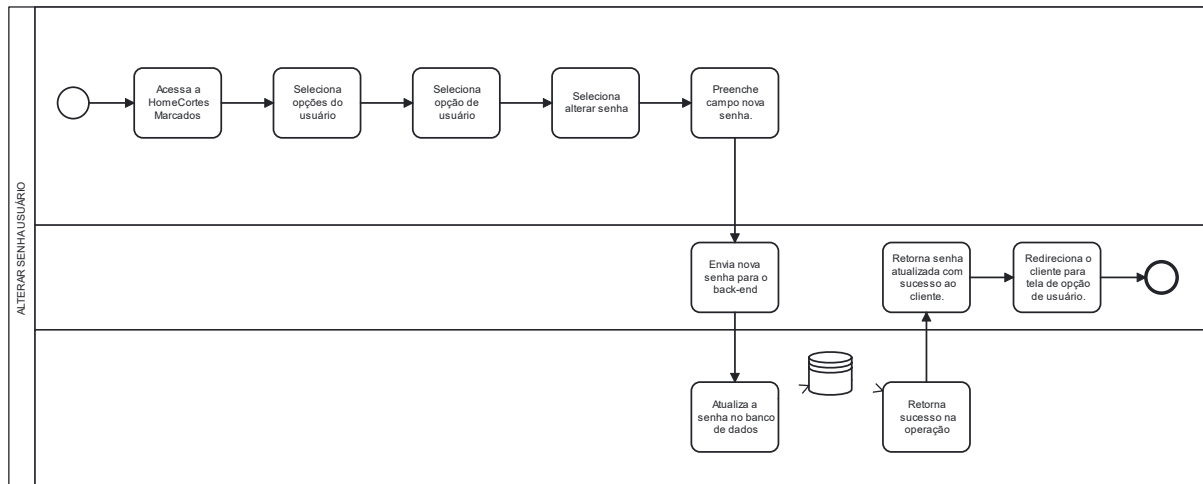 ALTERAR SENHA USUÁRIO
Acessa a
HomeCortes
Marcados
Seleciona
opções do
usuário
Seleciona
opção de
usuário
Seleciona
alterar senha
Preenche
campo nova
senha.
Envia nova
senha para o
back-end
Retorna senha
atualizada com
sucesso ao
cliente.
Redireciona o
cliente para
tela de opção
de usuário.
Atualiza a
senha no banco
de dados
Retorna
sucesso na
operação